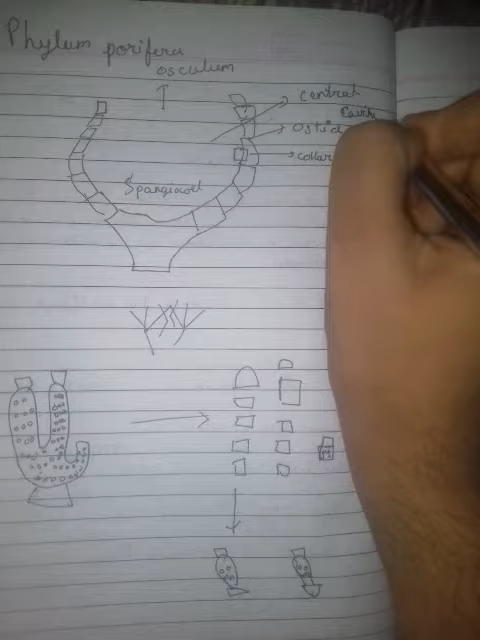 Phylum porifera
osculum
central
Cavity
Ostia
collar
Spongiocoel